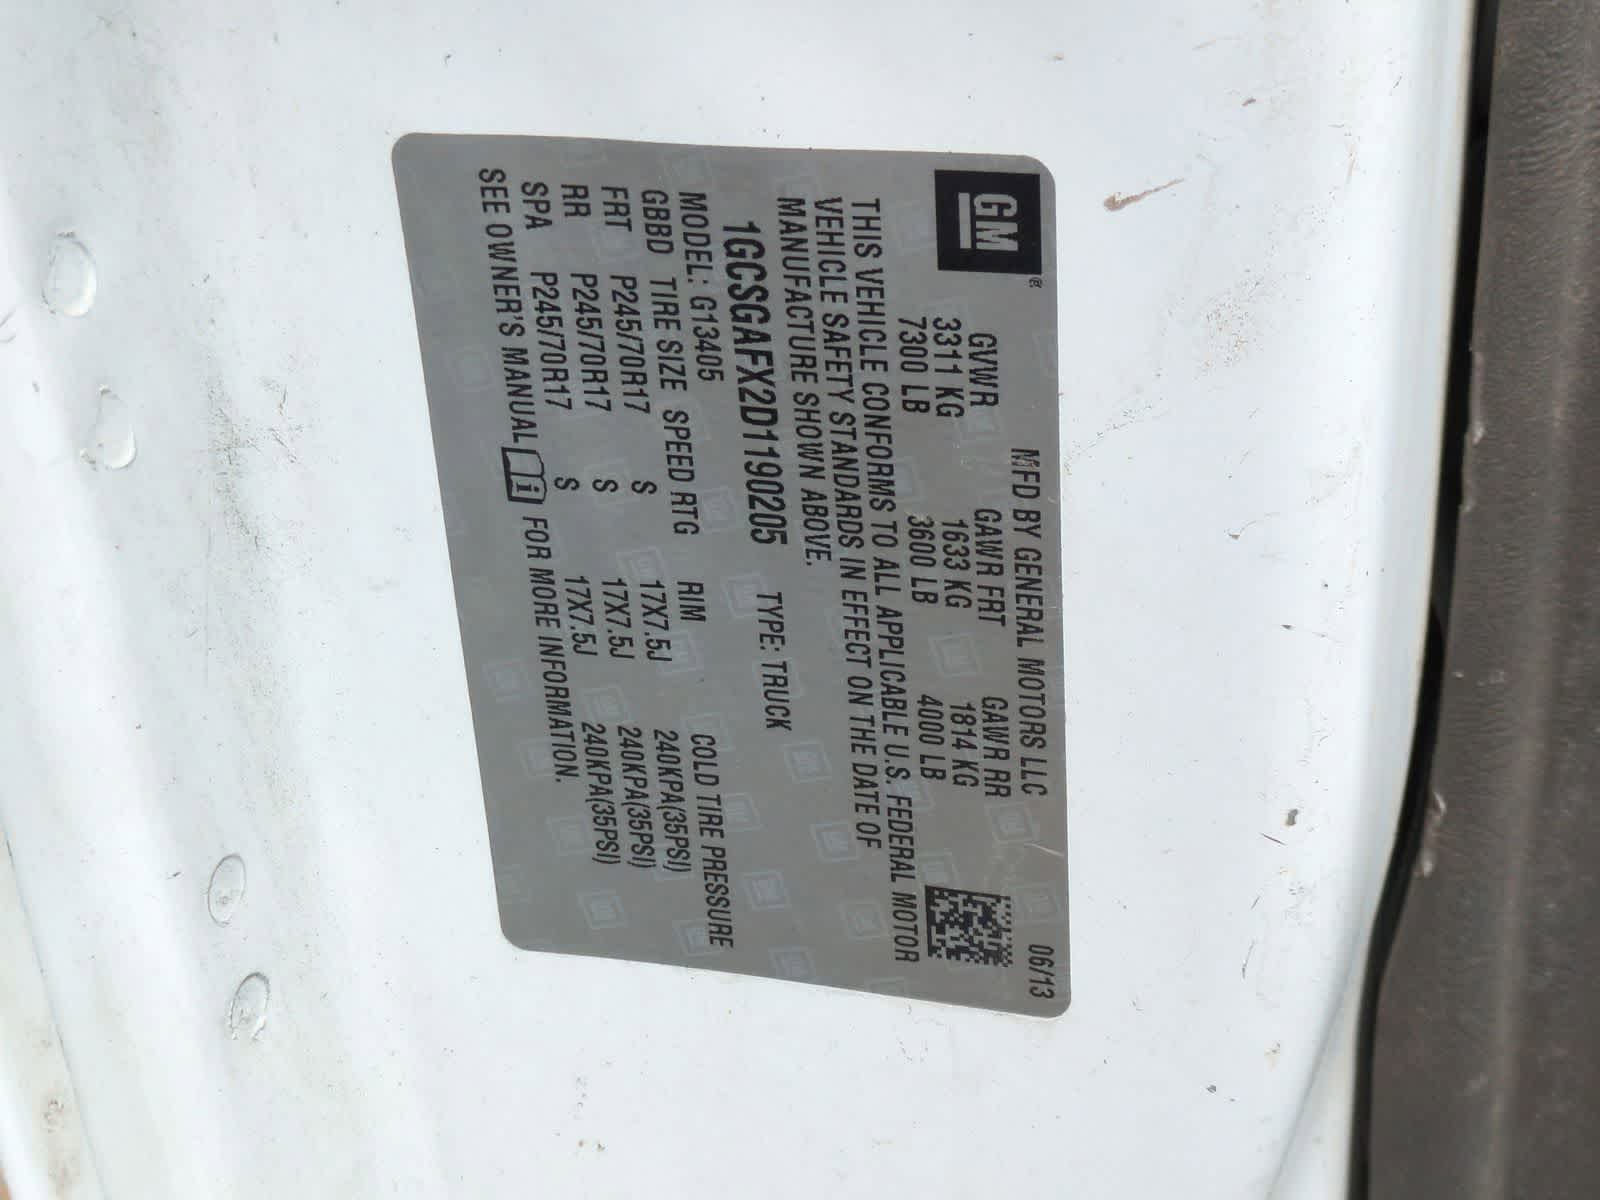 GM
MFD BY GENERAL MOTORS LLC 06/13
GVWR GAWR FRT GAWR RR
3311 KG 1633 KG 1814 KG
7300 LB 3600 LB 4000 LB
THIS VEHICLE CONFORMS TO ALL APPLICABLE U.S. FEDERAL MOTOR
VEHICLE SAFETY STANDARDS IN EFFECT ON THE DATE OF
MANUFACTURE SHOWN ABOVE.
1GCSGAFX2D1190205 TYPE: TRUCK
MODEL: G13405
GBBD TIRE SIZE SPEED RTG RIM COLD TIRE PRESSURE
FRT P245/70R17 S 17X7.5J 240KPA(35PSI)
RR P245/70R17 S 17X7.5J 240KPA(35PSI)
SPA P245/70R17 S 17X7.5J 240KPA(35PSI)
SEE OWNER'S MANUAL i FOR MORE INFORMATION.